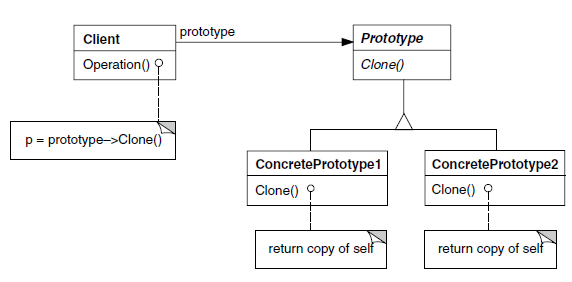 Client
prototype
Prototype
Operation()
Clone()
p = prototype–>Clone()
ConcretePrototype1
ConcretePrototype2
Clone()
Clone()
return copy of self
return copy of self